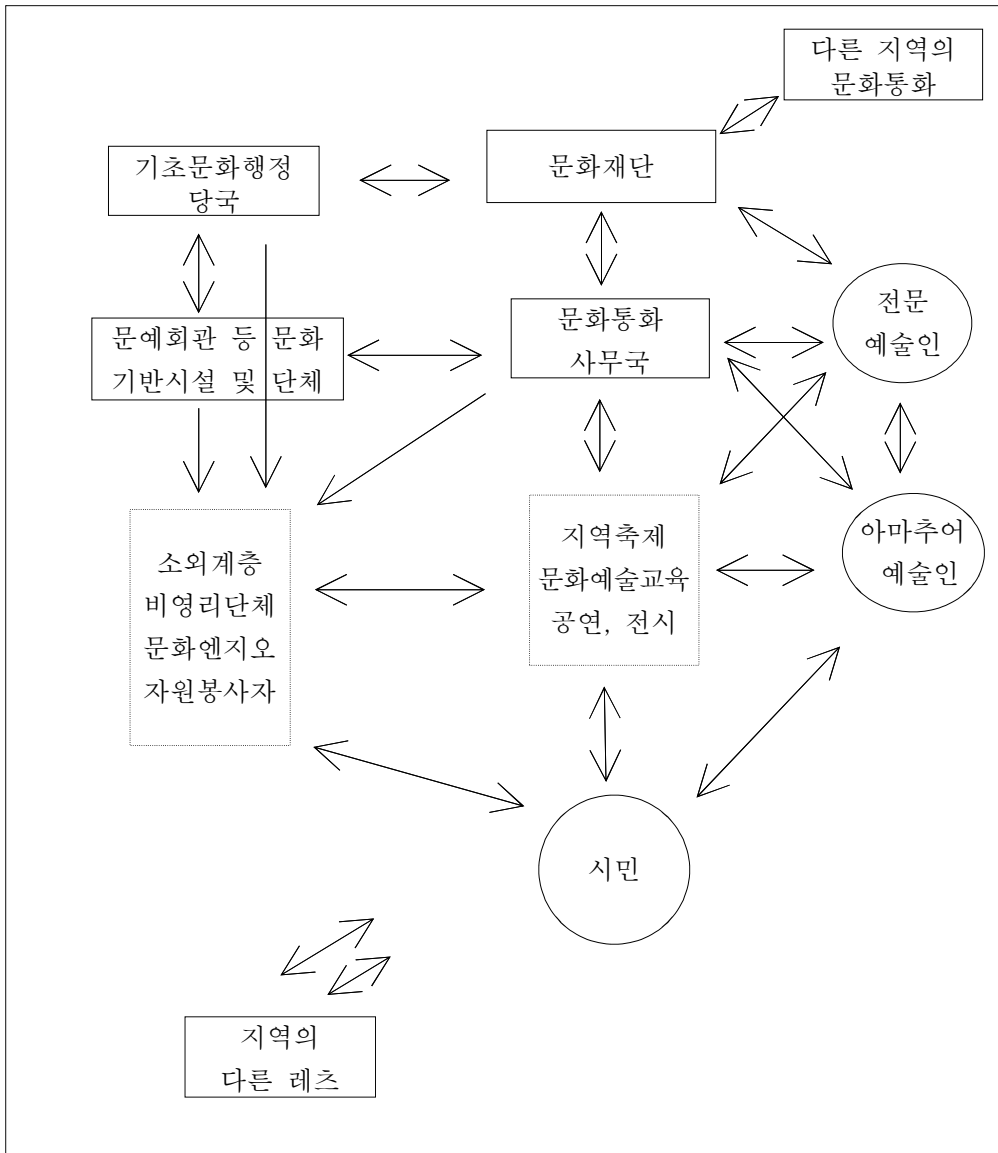 다른 지역의
문화통화
기초문화행정
당국
문화재단
문예회관 등 문화
기반시설 및 단체
문화통화
사무국
전문
예술인
소외계층
비영리단체
문화엔지오
자원봉사자
지역축제
문화예술교육
공연, 전시
아마추어
예술인
시민
지역의
다른 레츠